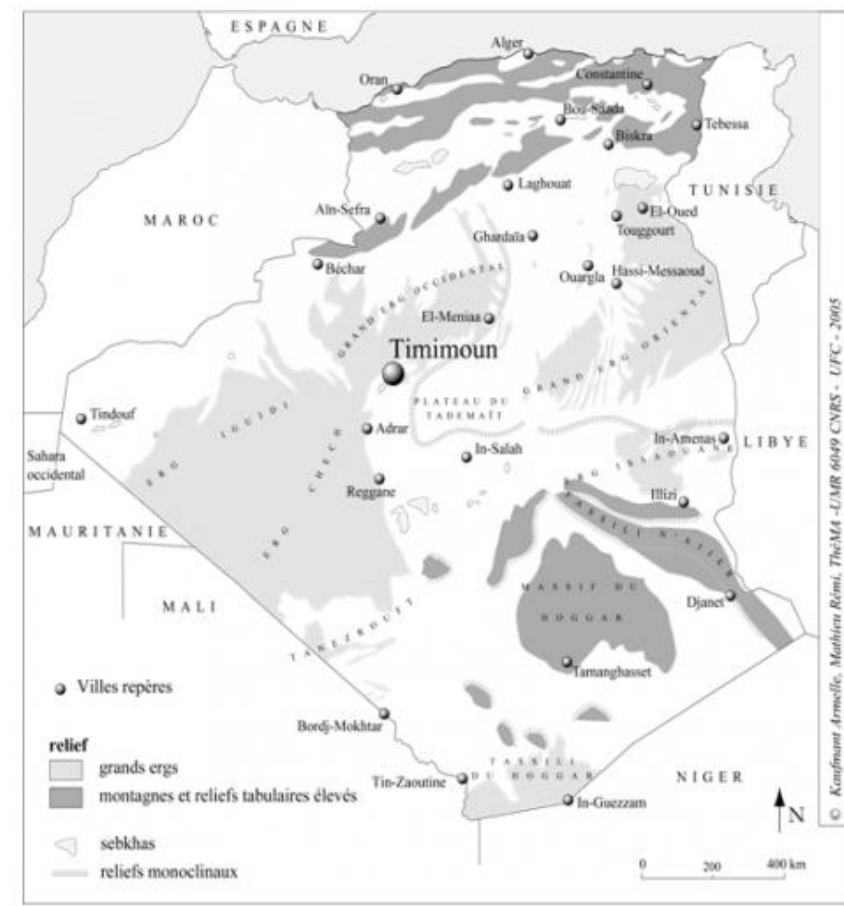 ESPAGNE
Alger
Oran
Constantine
Bou-Saada
Tebessa
Biskra
Laghouat
TUNISIE
El-Oued
Aïn-Sefra
Touggourt
MAROC
Ghardaïa
Béchar
Ouargla
Hassi-Messaoud
GRAND ERG OCCIDENTAL
El-Meniaa
GRAND ERG ORIENTAL
Timimoun
PLATEAU DU
TADEMAÏT
Tindouf
ERG IGUIDI
Adrar
In-Amenas
LIBYE
Sahara
occidental
In-Salah
ERG CHECH
ERG ISSAOUANE
Reggane
Illizi
TASSILI N'AJJER
MAURITANIE
MASSIF DU
HOGGAR
Djanet
MALI
TANEZROUFT
Tamanghasset
Villes repères
Bordj-Mokhtar
relief
grands ergs
montagnes et reliefs tabulaires élevés
TASSILI
DU HOGGAR
Tin-Zaoutine
NIGER
In-Guezzam
N
sebkhas
reliefs monoclinaux
0 200 400 km
© Kaufmant Armelle, Mathieu Rémi, ThéMA -UMR 6049 CNRS - UFC - 2005